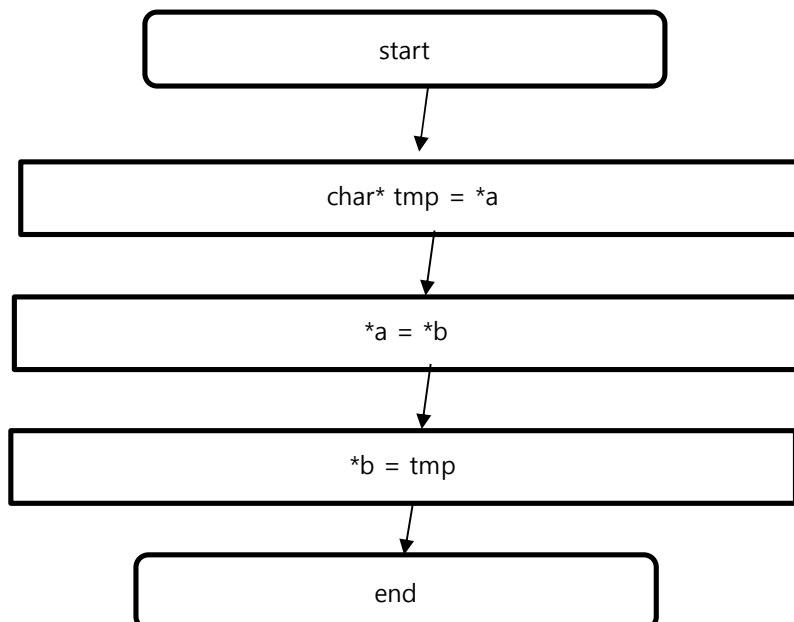 start
char* tmp = *a
*a = *b
*b = tmp
end